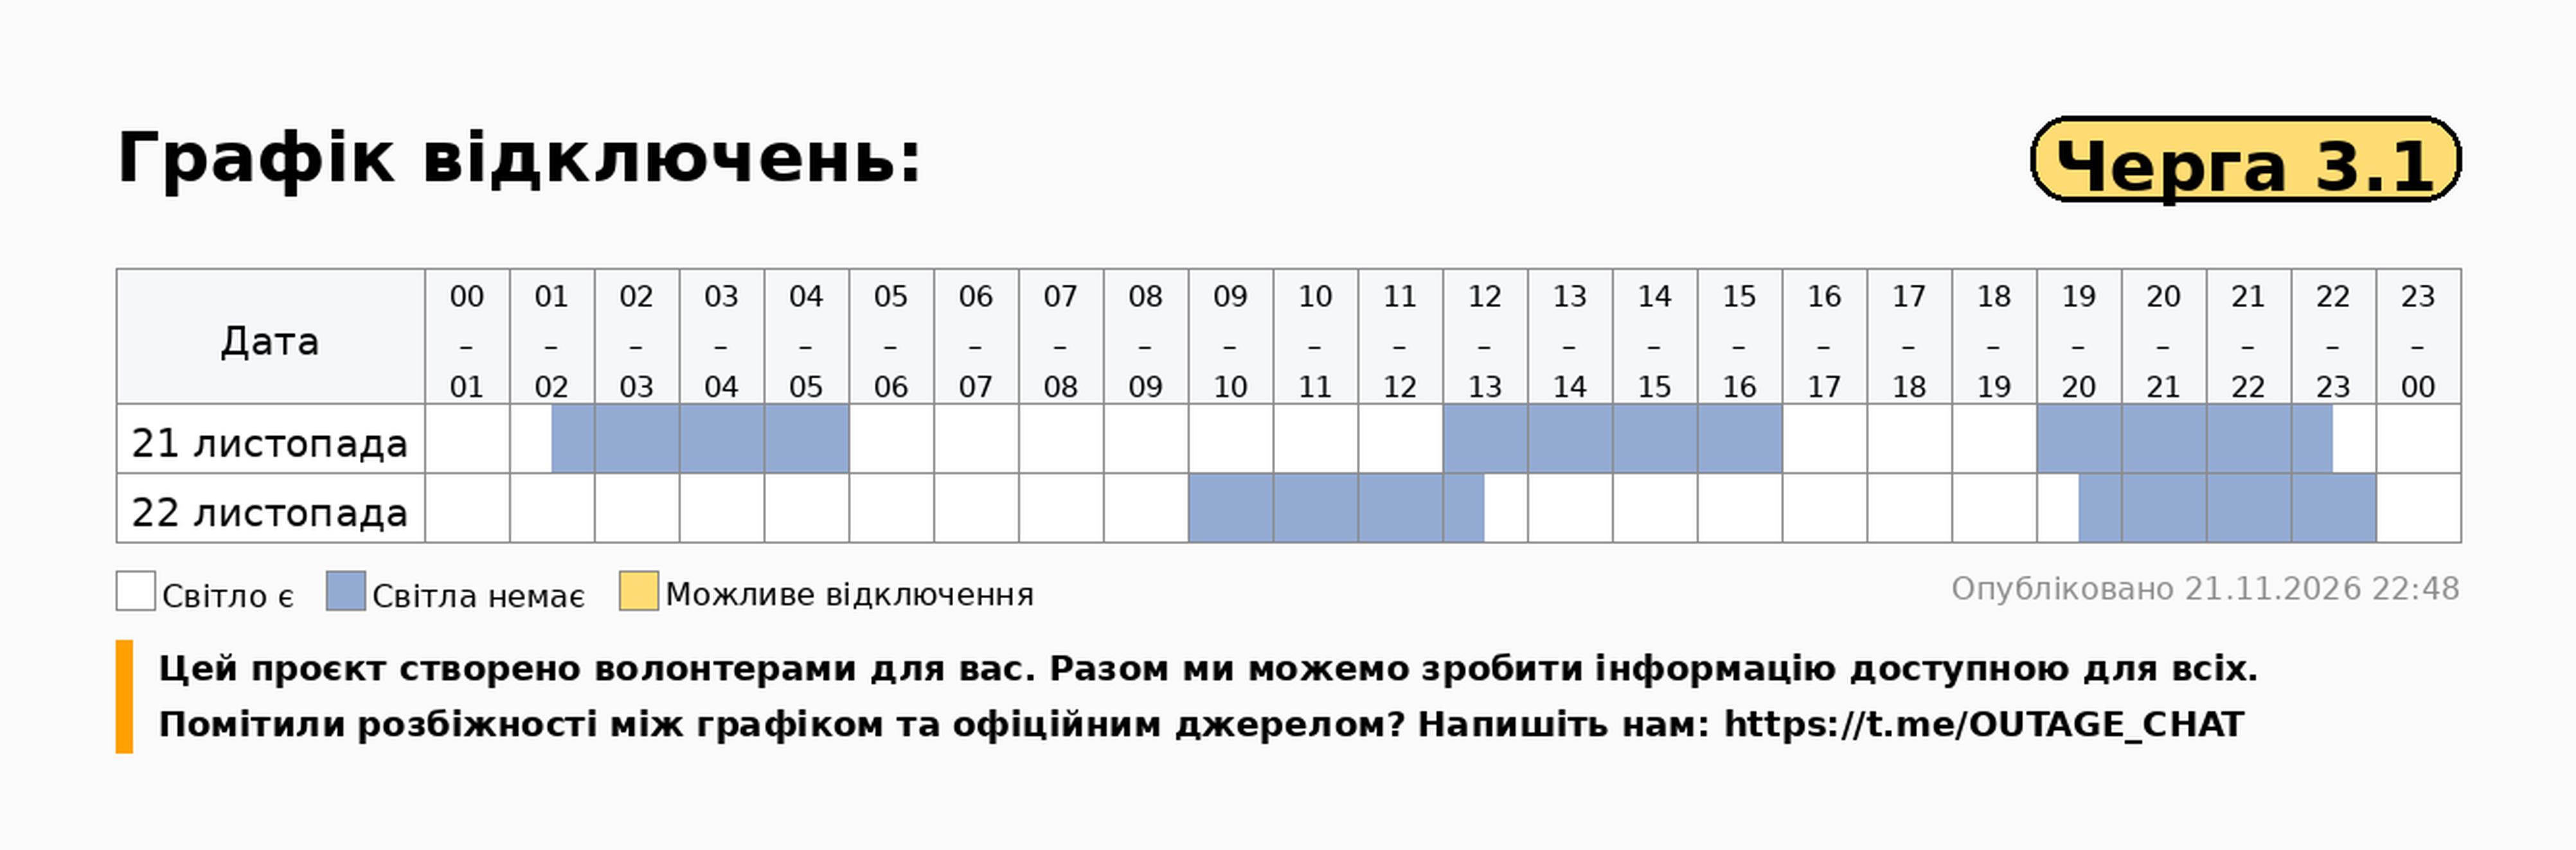 Графік відключень:
Черга 3.1
Дата
00 – 01
01 – 02
02 – 03
03 – 04
04 – 05
05 – 06
06 – 07
07 – 08
08 – 09
09 – 10
10 – 11
11 – 12
12 – 13
13 – 14
14 – 15
15 – 16
16 – 17
17 – 18
18 – 19
19 – 20
20 – 21
21 – 22
22 – 23
23 – 00
21 листопада
22 листопада
Світло є
Світла немає
Можливе відключення
Опубліковано 21.11.2026 22:48
Цей проєкт створено волонтерами для вас. Разом ми можемо зробити інформацію доступною для всіх.
Помітили розбіжності між графіком та офіційним джерелом? Напишіть нам: https://t.me/OUTAGE_CHAT